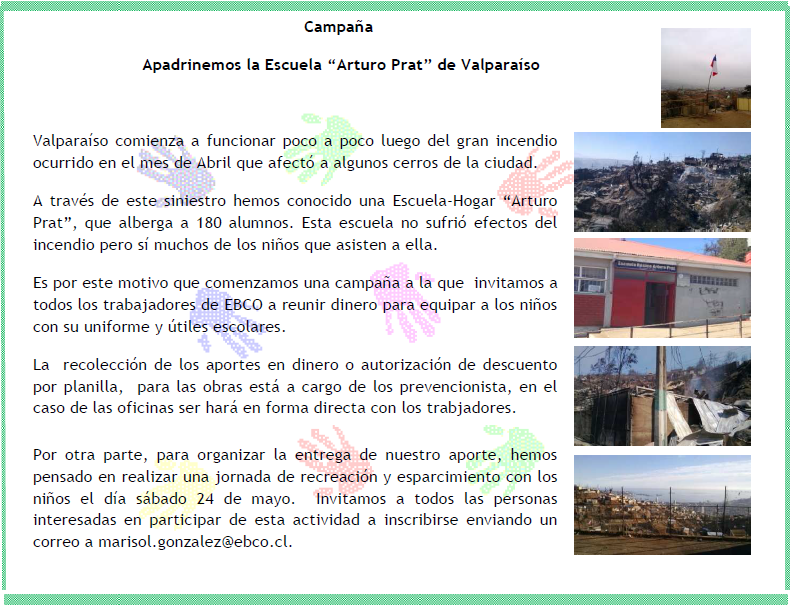 Campaña
Apadrinemos la Escuela “Arturo Prat” de Valparaíso
Valparaíso comienza a funcionar poco a poco luego del gran incendio
ocurrido en el mes de Abril que afectó a algunos cerros de la ciudad.
A través de este siniestro hemos conocido una Escuela-Hogar “Arturo
Prat”, que alberga a 180 alumnos. Esta escuela no sufrió efectos del
incendio pero sí muchos de los niños que asisten a ella.
Es por este motivo que comenzamos una campaña a la que invitamos a
todos los trabajadores de EBCO a reunir dinero para equipar a los niños
con su uniforme y útiles escolares.
La recolección de los aportes en dinero o autorización de descuento
por planilla, para las obras está a cargo de los prevencionista, en el
caso de las oficinas ser hará en forma directa con los trabjadores.
Por otra parte, para organizar la entrega de nuestro aporte, hemos
pensado en realizar una jornada de recreación y esparcimiento con los
niños el día sábado 24 de mayo. Invitamos a todos las personas
interesadas en participar de esta actividad a inscribirse enviando un
correo a marisol.gonzalez@ebco.cl.
Escuela Básica Arturo Prat